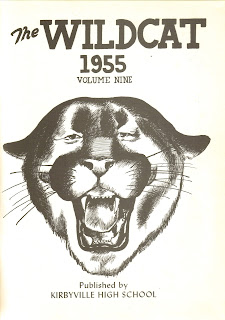 The WILDCAT
1955
VOLUME NINE
Published by
KIRBYVILLE HIGH SCHOOL